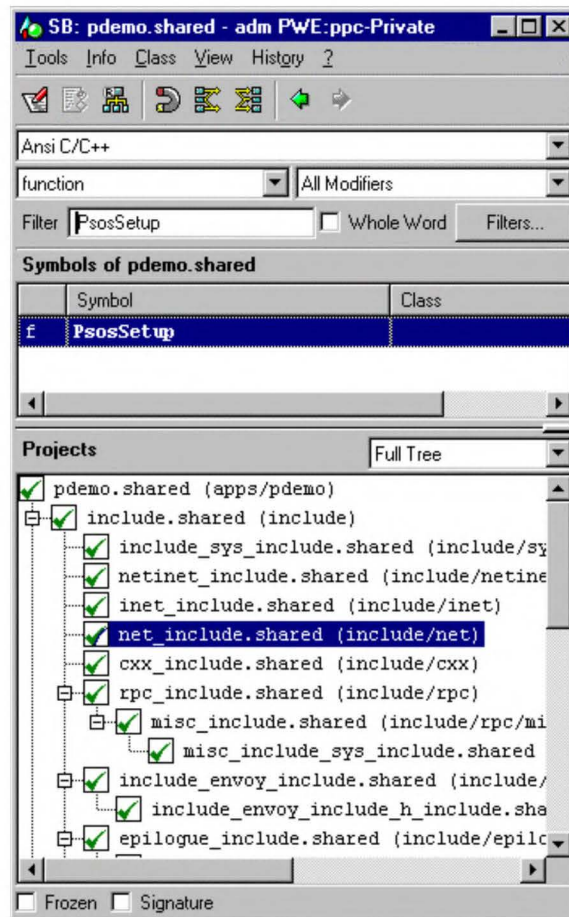 SB: pdemo.shared - adm PWE:ppc-Private
Tools Info Class View History ?
Ansi C/C++
function All Modifiers
Filter PsosSetup Whole Word Filters...
Symbols of pdemo.shared
Symbol Class
f PsosSetup
Projects Full Tree
pdemo.shared (apps/pdemo)
include.shared (include)
include_sys_include.shared (include/sy
netinet_include.shared (include/netine
inet_include.shared (include/inet)
net_include.shared (include/net)
cxx_include.shared (include/cxx)
rpc_include.shared (include/rpc)
misc_include.shared (include/rpc/mi
misc_include_sys_include.shared
include_envoy_include.shared (include/
include_envoy_include_h_include.sha
epilogue_include.shared (include/epilo
Frozen Signature